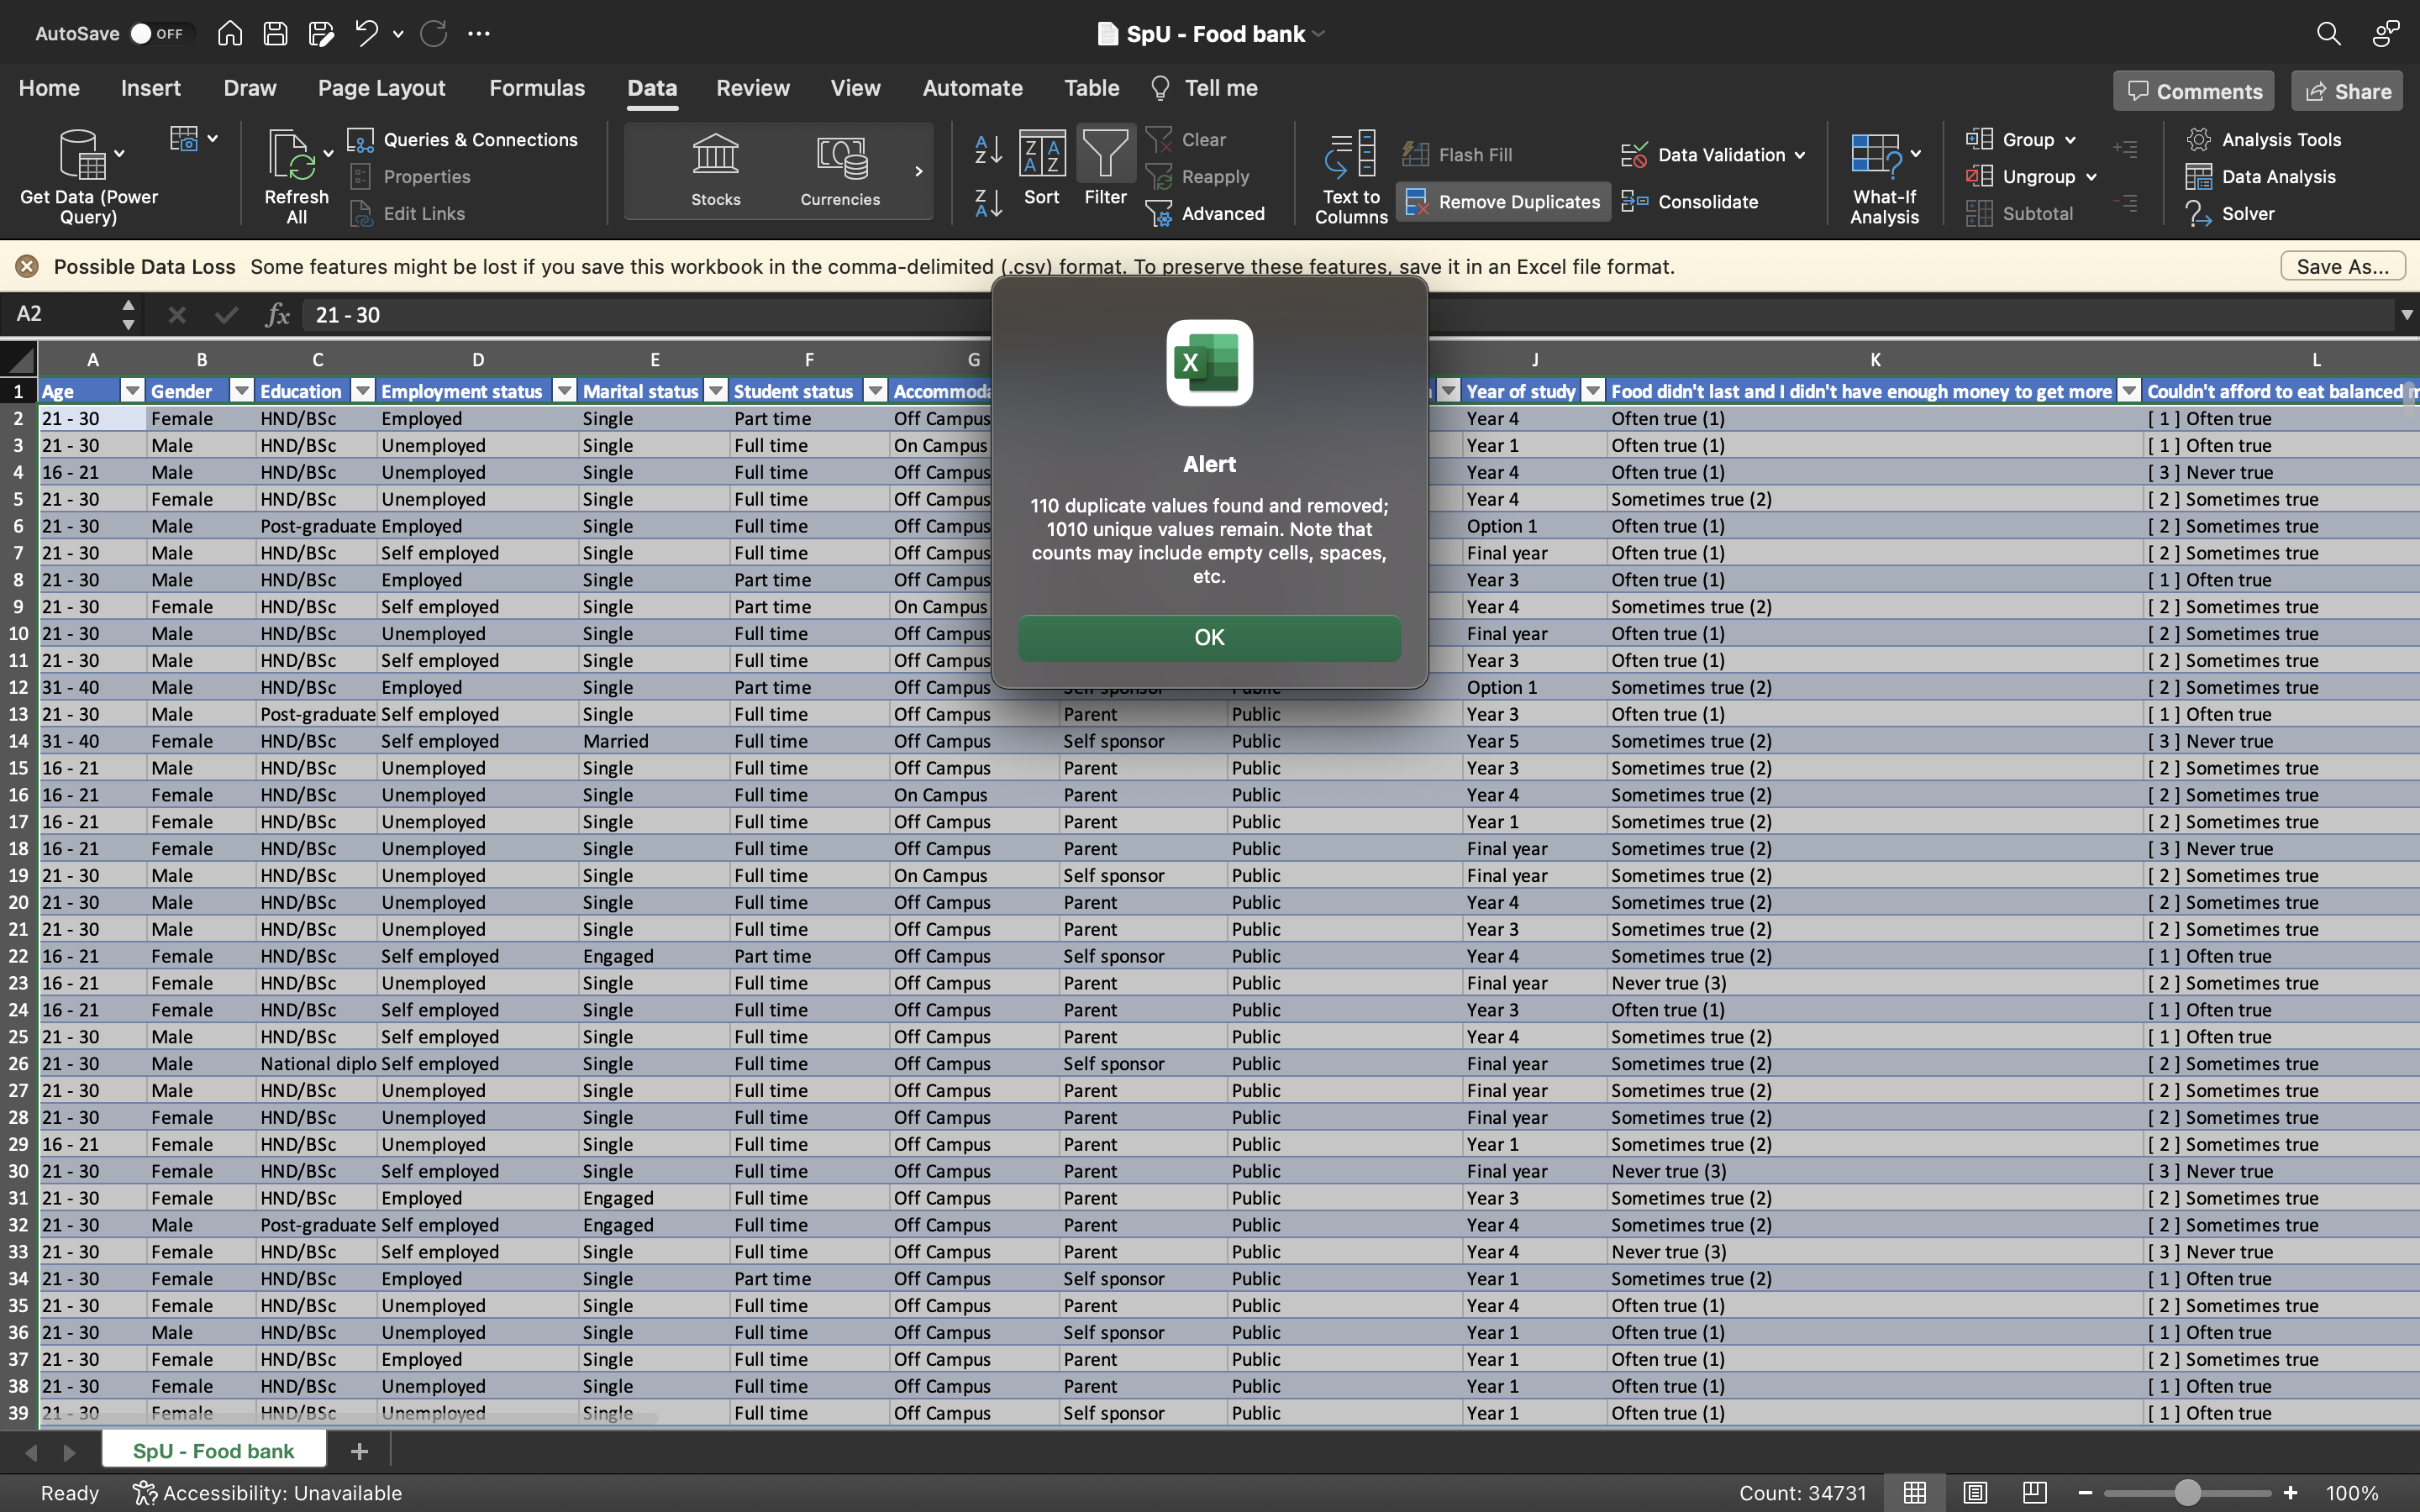 AutoSave OFF SpU - Food bank
Home Insert Draw Page Layout Formulas Data Review View Automate Table Tell me Comments Share
Get Data (Power Query) Refresh All Queries & Connections Properties Edit Links Stocks Currencies Sort Filter Clear Reapply Advanced Text to Columns Flash Fill Remove Duplicates Data Validation Consolidate What-If Analysis Group Ungroup Subtotal Analysis Tools Data Analysis Solver
Possible Data Loss Some features might be lost if you save this workbook in the comma-delimited (.csv) format. To preserve these features, save it in an Excel file format. Save As...
A2 fx 21 - 30
A B C D E F G J K L
1 Age Gender Education Employment status Marital status Student status Accommoda Year of study Food didn't last and I didn't have enough money to get more Couldn't afford to eat balanced
2 21 - 30 Female HND/BSc Employed Single Part time Off Campus Year 4 Often true (1) [ 1 ] Often true
3 21 - 30 Male HND/BSc Unemployed Single Full time On Campus Year 1 Often true (1) [ 1 ] Often true
4 16 - 21 Male HND/BSc Unemployed Single Full time Off Campus Year 4 Often true (1) [ 3 ] Never true
5 21 - 30 Female HND/BSc Unemployed Single Full time Off Campus Year 4 Sometimes true (2) [ 2 ] Sometimes true
6 21 - 30 Male Post-graduate Employed Single Full time Off Campus Option 1 Often true (1) [ 2 ] Sometimes true
7 21 - 30 Male HND/BSc Self employed Single Full time Off Campus Final year Often true (1) [ 2 ] Sometimes true
8 21 - 30 Male HND/BSc Employed Single Part time Off Campus Year 3 Often true (1) [ 1 ] Often true
9 21 - 30 Female HND/BSc Self employed Single Part time On Campus Year 4 Sometimes true (2) [ 2 ] Sometimes true
10 21 - 30 Male HND/BSc Unemployed Single Full time Off Campus Final year Often true (1) [ 2 ] Sometimes true
11 21 - 30 Male HND/BSc Self employed Single Full time Off Campus Year 3 Often true (1) [ 2 ] Sometimes true
12 31 - 40 Male HND/BSc Employed Single Part time Off Campus Self sponsor Public Option 1 Sometimes true (2) [ 2 ] Sometimes true
13 21 - 30 Male Post-graduate Self employed Single Full time Off Campus Parent Public Year 3 Often true (1) [ 1 ] Often true
14 31 - 40 Female HND/BSc Self employed Married Full time Off Campus Self sponsor Public Year 5 Sometimes true (2) [ 3 ] Never true
15 16 - 21 Male HND/BSc Unemployed Single Full time Off Campus Parent Public Year 3 Sometimes true (2) [ 2 ] Sometimes true
16 16 - 21 Female HND/BSc Unemployed Single Full time On Campus Parent Public Year 4 Sometimes true (2) [ 2 ] Sometimes true
17 16 - 21 Female HND/BSc Unemployed Single Full time Off Campus Parent Public Year 1 Sometimes true (2) [ 2 ] Sometimes true
18 16 - 21 Female HND/BSc Unemployed Single Full time Off Campus Parent Public Final year Sometimes true (2) [ 3 ] Never true
19 21 - 30 Male HND/BSc Unemployed Single Full time On Campus Self sponsor Public Final year Sometimes true (2) [ 2 ] Sometimes true
20 21 - 30 Male HND/BSc Unemployed Single Full time Off Campus Parent Public Year 4 Sometimes true (2) [ 2 ] Sometimes true
21 21 - 30 Male HND/BSc Unemployed Single Full time Off Campus Parent Public Year 3 Sometimes true (2) [ 2 ] Sometimes true
22 16 - 21 Female HND/BSc Self employed Engaged Part time Off Campus Self sponsor Public Year 4 Sometimes true (2) [ 1 ] Often true
23 16 - 21 Female HND/BSc Unemployed Single Full time Off Campus Parent Public Final year Never true (3) [ 2 ] Sometimes true
24 16 - 21 Female HND/BSc Self employed Single Full time Off Campus Parent Public Year 3 Often true (1) [ 1 ] Often true
25 21 - 30 Male HND/BSc Self employed Single Full time Off Campus Parent Public Year 4 Sometimes true (2) [ 1 ] Often true
26 21 - 30 Male National diplo Self employed Single Full time Off Campus Self sponsor Public Final year Sometimes true (2) [ 2 ] Sometimes true
27 21 - 30 Male HND/BSc Unemployed Single Full time Off Campus Parent Public Final year Sometimes true (2) [ 2 ] Sometimes true
28 21 - 30 Female HND/BSc Unemployed Single Full time Off Campus Parent Public Final year Sometimes true (2) [ 2 ] Sometimes true
29 16 - 21 Female HND/BSc Unemployed Single Full time Off Campus Parent Public Year 1 Sometimes true (2) [ 2 ] Sometimes true
30 21 - 30 Female HND/BSc Self employed Single Full time Off Campus Parent Public Final year Never true (3) [ 3 ] Never true
31 21 - 30 Female HND/BSc Employed Engaged Full time Off Campus Parent Public Year 3 Sometimes true (2) [ 2 ] Sometimes true
32 21 - 30 Male Post-graduate Self employed Engaged Full time Off Campus Parent Public Year 4 Sometimes true (2) [ 2 ] Sometimes true
33 21 - 30 Female HND/BSc Self employed Single Full time Off Campus Parent Public Year 4 Never true (3) [ 3 ] Never true
34 21 - 30 Female HND/BSc Employed Single Part time Off Campus Self sponsor Public Year 1 Sometimes true (2) [ 1 ] Often true
35 21 - 30 Female HND/BSc Unemployed Single Full time Off Campus Parent Public Year 4 Often true (1) [ 2 ] Sometimes true
36 21 - 30 Male HND/BSc Unemployed Single Full time Off Campus Self sponsor Public Year 1 Often true (1) [ 1 ] Often true
37 21 - 30 Female HND/BSc Employed Single Full time Off Campus Parent Public Year 1 Often true (1) [ 2 ] Sometimes true
38 21 - 30 Female HND/BSc Unemployed Single Full time Off Campus Parent Public Year 1 Often true (1) [ 1 ] Often true
39 21 - 30 Female HND/BSc Unemployed Single Full time Off Campus Self sponsor Public Year 1 Often true (1) [ 1 ] Often true
Alert
110 duplicate values found and removed;
1010 unique values remain. Note that
counts may include empty cells, spaces,
etc.
OK
SpU - Food bank
Ready Accessibility: Unavailable Count: 34731 100%